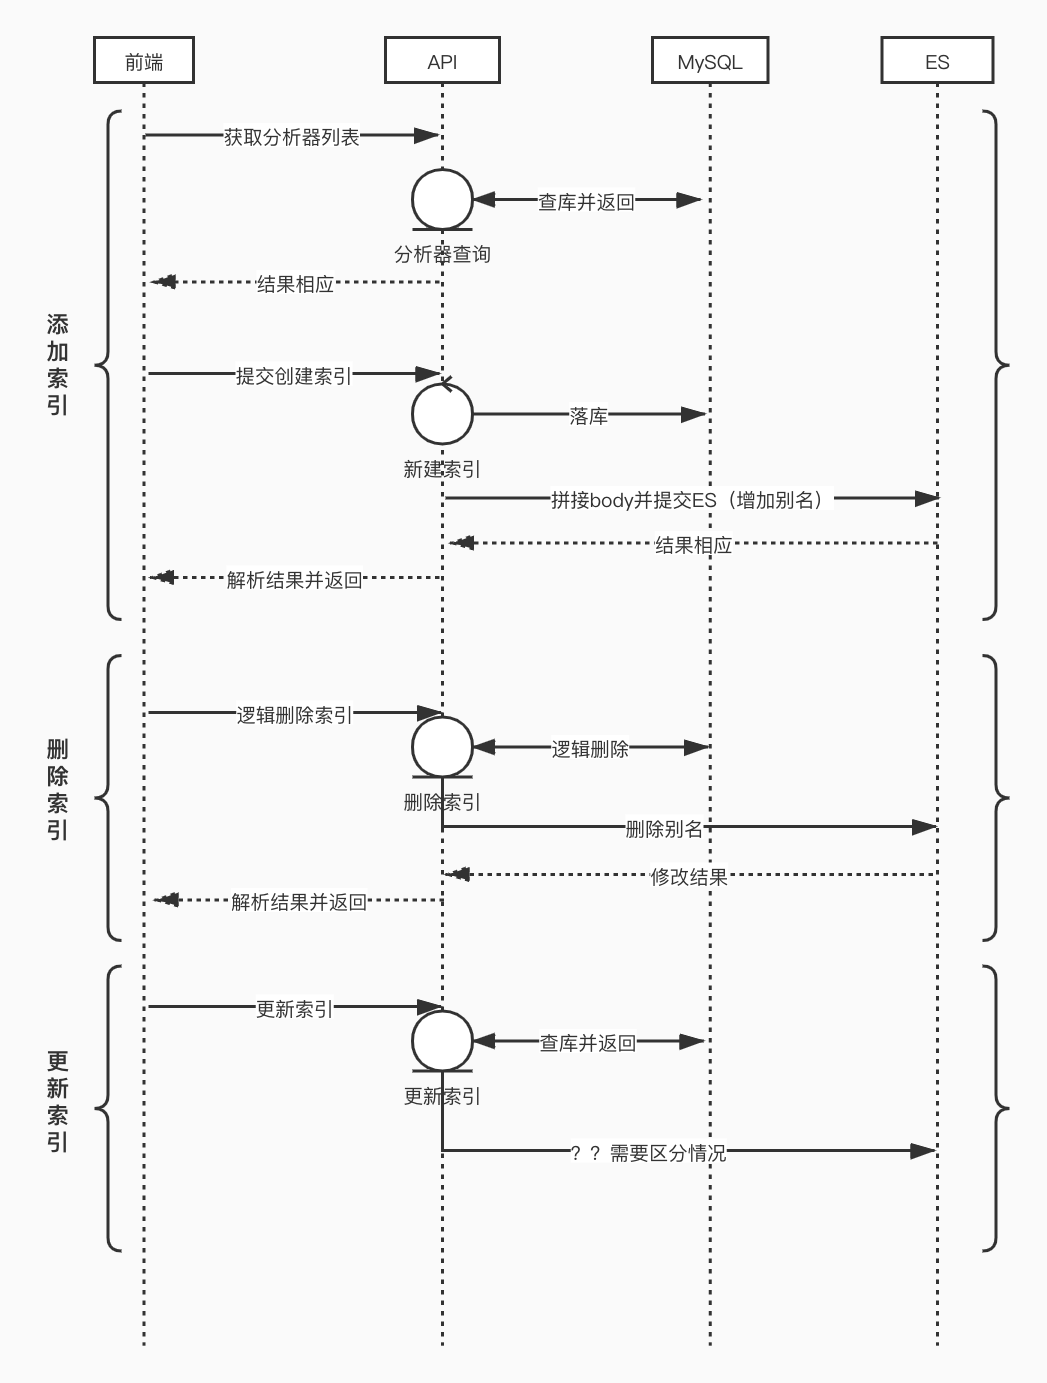 前端
API
MySQL
ES
获取分析器列表
查库并返回
分析器查询
结果相应
添加索引
提交创建索引
落库
新建索引
拼接body并提交ES（增加别名）
结果相应
解析结果并返回
逻辑删除索引
逻辑删除
删除索引
删除索引
删除别名
修改结果
解析结果并返回
更新索引
查库并返回
更新索引
更新索引
？？需要区分情况